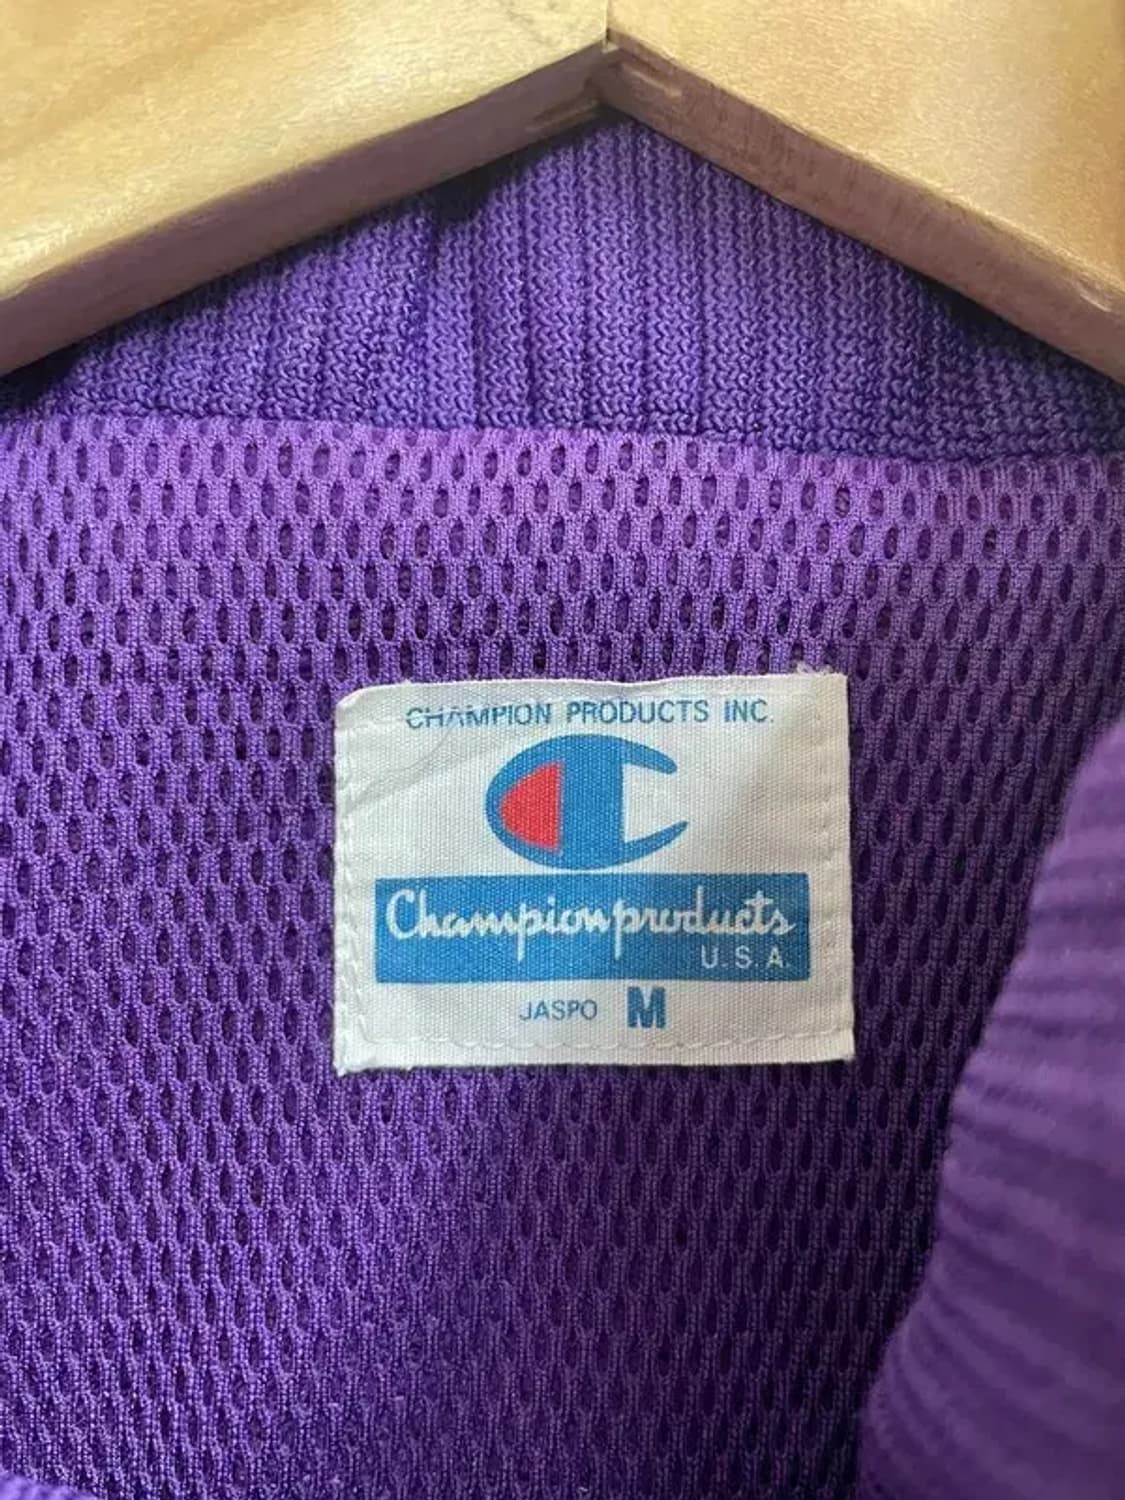 CHAMPION PRODUCTS INC.
Championproducts
U.S.A.
JASPO M